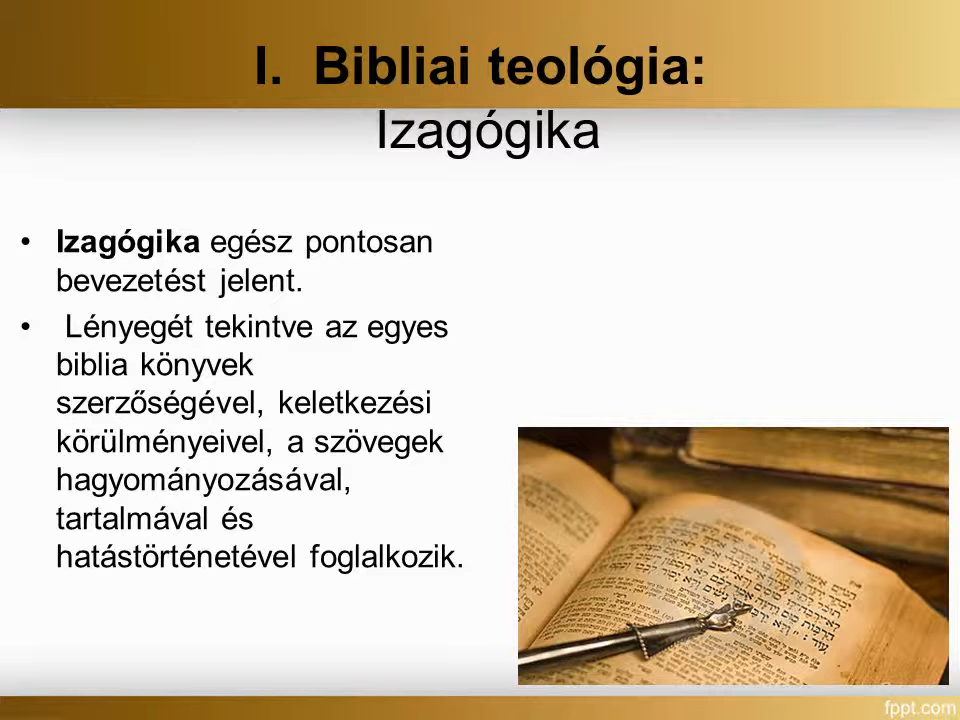 I. Bibliai teológia:
Izagógika
• Izagógika egész pontosan
bevezetést jelent.
• Lényegét tekintve az egyes
biblia könyvek
szerzőségével, keletkezési
körülményeivel, a szövegek
hagyományozásával,
tartalmával és
hatástörténetével foglalkozik.
fppt.com